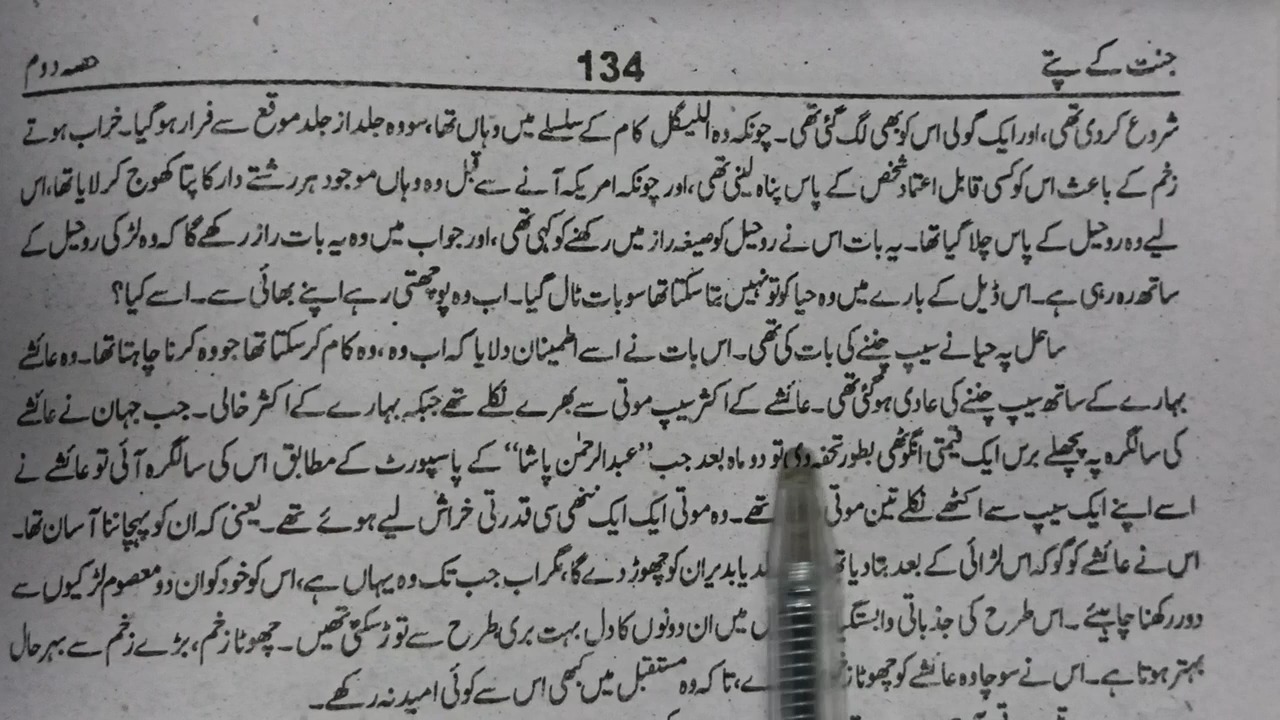 جنت کے پتے 134 حصہ دوم
شروع کر دی تھی، اور ایک گولی اس کو بھی لگ گئی تھی۔ چونکہ وہ اللیگل کام کے سلسلے میں وہاں تھا، سو وہ جلد از جلد موقع سے فرار ہو گیا۔ خراب ہوتے
زخم کے باعث اس کو کسی قابل اعتماد شخص کے پاس پناہ لینی تھی، اور چونکہ امریکہ آنے سے قبل وہ وہاں موجود ہر رشتے دار کا پتا کھوج کر لایا تھا، اس
لیے وہ روحیل کے پاس چلا گیا تھا۔ یہ بات اس نے روحیل کو صیغہ راز میں رکھنے کو کہی تھی، اور جواب میں وہ یہ بات راز رکھے گا کہ وہ لڑکی روحیل کے
ساتھ رہ رہی ہے۔ اس ڈیل کے بارے میں وہ حیا کو تو نہیں بتا سکتا تھا سو بات ٹال گیا۔ اب وہ پوچھتی رہے اپنے بھائی سے۔ اسے کیا؟
ساحل پہ حیا نے سیپ چننے کی بات کی تھی۔ اس بات نے اسے اطمینان دلایا کہ اب وہ، وہ کام کر سکتا تھا جو وہ کرنا چاہتا تھا۔ وہ عائشے
بہارے کے ساتھ سیپ چننے کی عادی ہو گئی تھی۔ عائشے کے اکثر سیپ موتی سے بھرے نکلے تھے جبکہ بہارے کے اکثر خالی۔ جب جہان نے عائشے
کی سالگرہ پہ پچھلے برس ایک قیمتی انگوٹھی بطور تحفہ دی تو دو ماہ بعد جب ”عبدالرحمٰن پاشا“ کے پاسپورٹ کے مطابق اس کی سالگرہ آئی تو عائشے نے
اسے اپنے ایک سیپ سے اکٹھے نکلے تین موتی تھے۔ وہ موتی ایک ایک ننھی سی قدرتی خراش لیے ہوئے تھے۔ یعنی کہ ان کو پہچاننا آسان تھا۔
اس نے عائشے کو گو کہ اس لڑائی کے بعد بتا دیا یا بدیر ان کو چھوڑ دے گا، مگر اب جب تک وہ یہاں ہے، اس کو خود کو ان دو معصوم لڑکیوں سے
دور رکھنا چاہیئے۔ اس طرح کی جذباتی میں ان دونوں کا دل بہت بری طرح سے توڑ سکتی تھیں۔ چھوٹا زخم، بڑے زخم سے بہرحال
بہتر ہوتا ہے۔ اس نے سوچا وہ عائشے کو چھوٹا تا کہ وہ مستقبل میں کبھی اس سے کوئی امید نہ رکھے۔